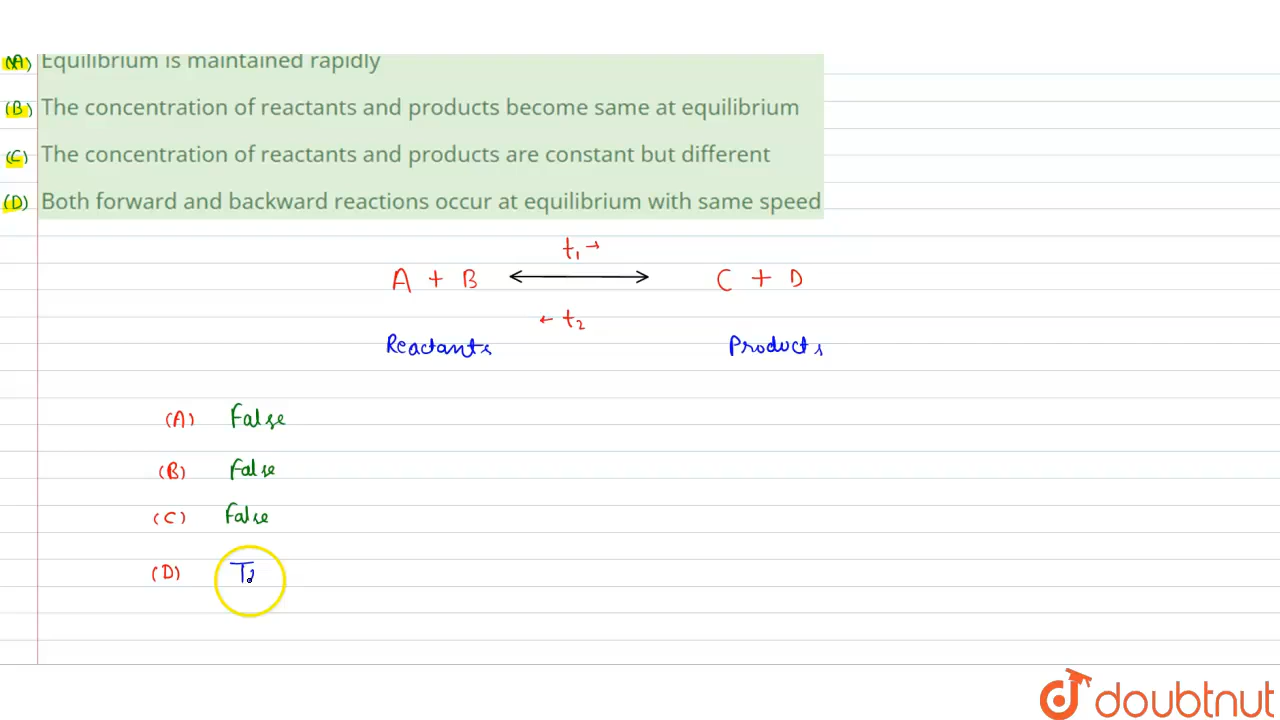 (A) Equilibrium is maintained rapidly
(B) The concentration of reactants and products become same at equilibrium
(C) The concentration of reactants and products are constant but different
(D) Both forward and backward reactions occur at equilibrium with same speed
t₁ →
A + B ⟷ C + D
← t₂
Reactants Products
(A) False
(B) False
(C) False
(D)
doubtnut